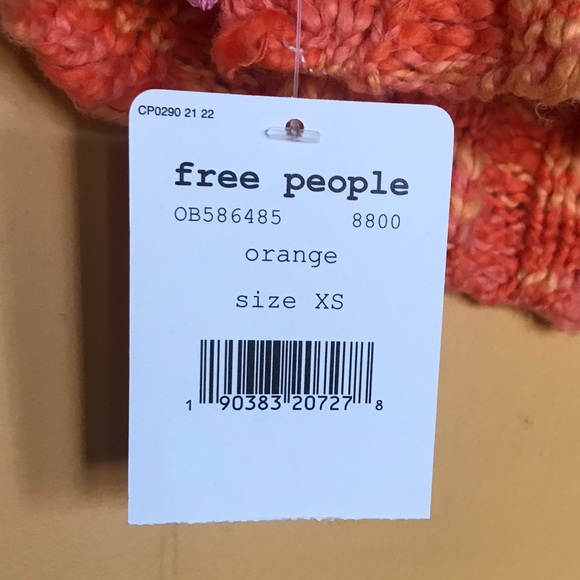 CP0290 21 22
free people
OB586485 8800
orange
size XS
1 90383 20727 8